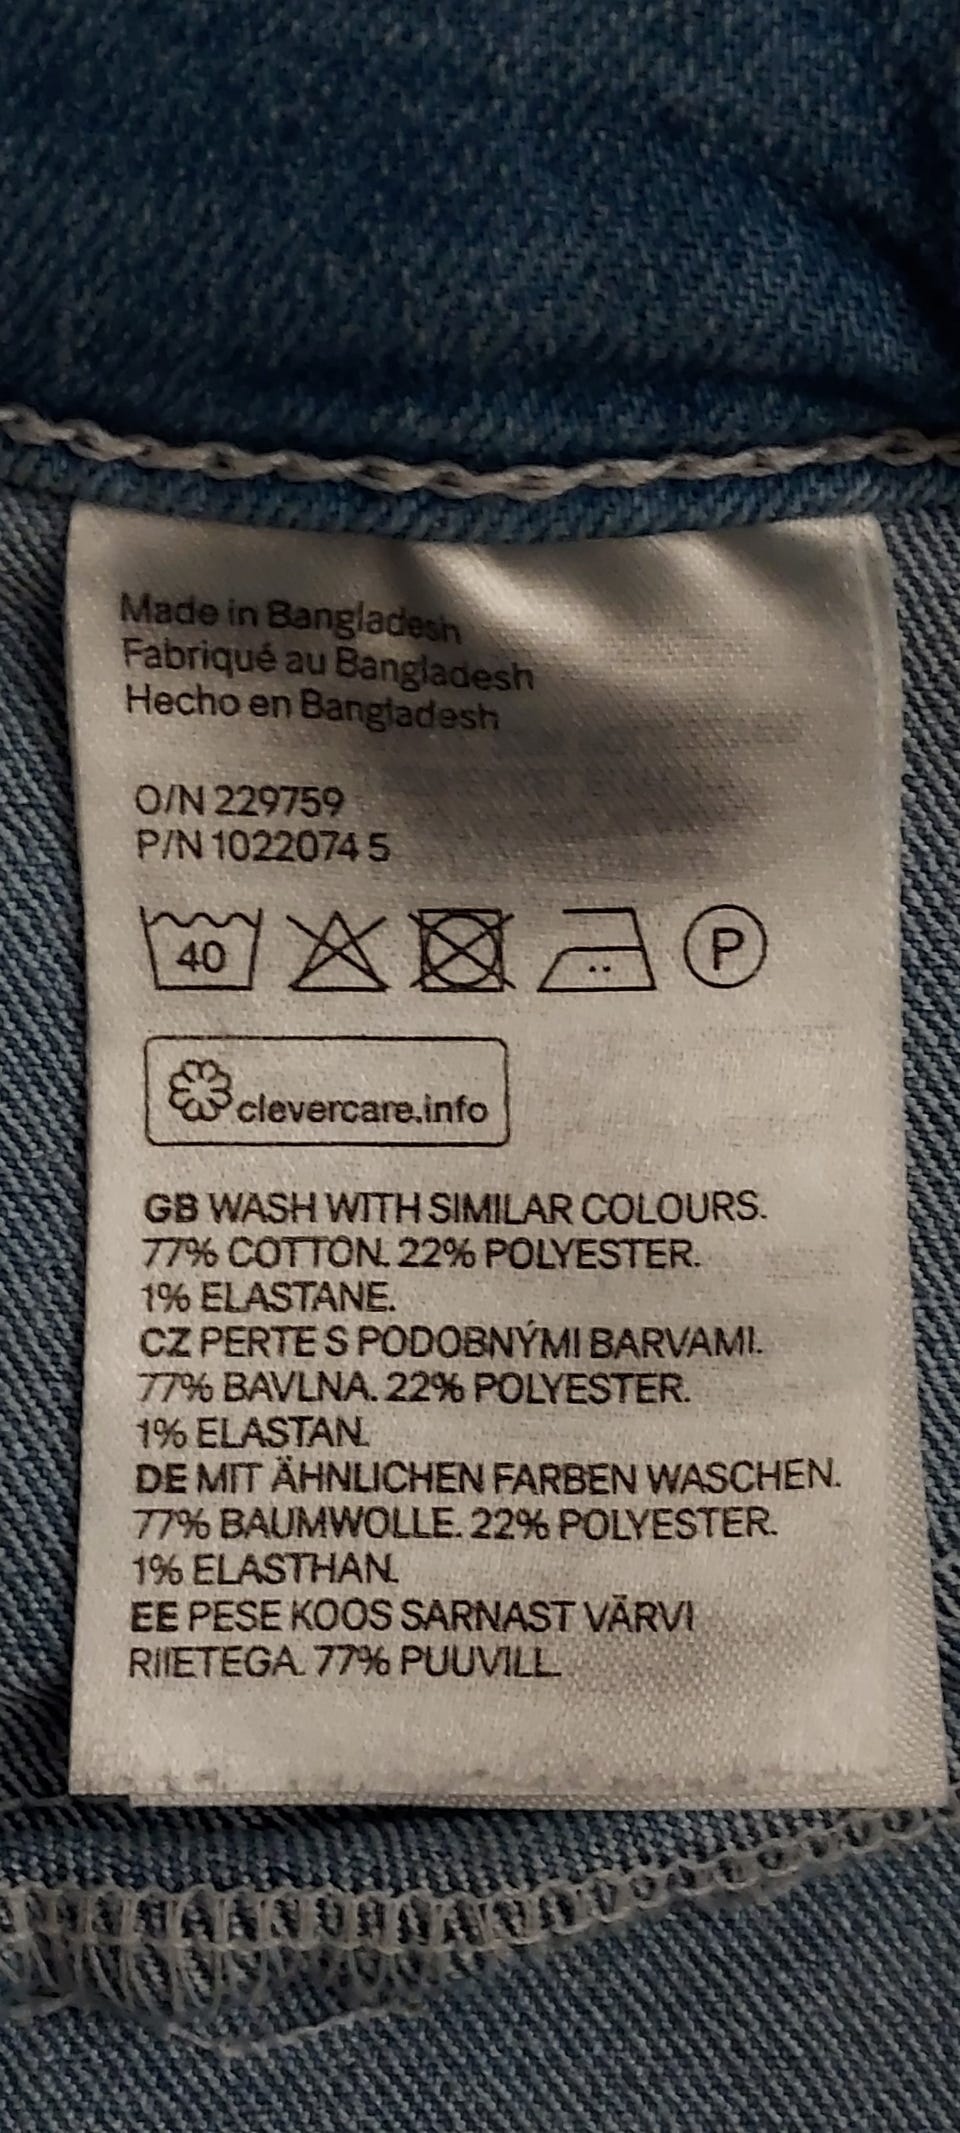 Made in Bangladesh
Fabriqué au Bangladesh
Hecho en Bangladesh
O/N 229759
P/N 10220745
40 P
clevercare.info
GB WASH WITH SIMILAR COLOURS.
77% COTTON. 22% POLYESTER.
1% ELASTANE.
CZ PERTE S PODOBNÝMI BARVAMI.
77% BAVLNA. 22% POLYESTER.
1% ELASTAN.
DE MIT ÄHNLICHEN FARBEN WASCHEN.
77% BAUMWOLLE. 22% POLYESTER.
1% ELASTHAN.
EE PESE KOOS SARNAST VÄRVI
RIIETEGA. 77% PUUVILL.